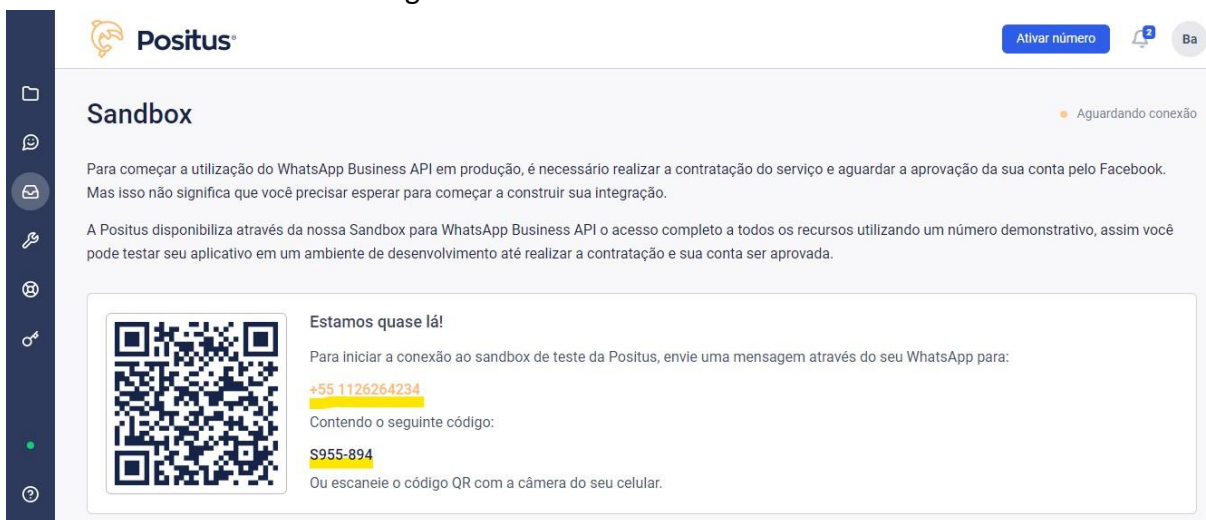 Positus
Ativar número
2
Ba
Sandbox
Aguardando conexão
Para começar a utilização do WhatsApp Business API em produção, é necessário realizar a contratação do serviço e aguardar a aprovação da sua conta pelo Facebook.
Mas isso não significa que você precisar esperar para começar a construir sua integração.
A Positus disponibiliza através da nossa Sandbox para WhatsApp Business API o acesso completo a todos os recursos utilizando um número demonstrativo, assim você
pode testar seu aplicativo em um ambiente de desenvolvimento até realizar a contratação e sua conta ser aprovada.
Estamos quase lá!
Para iniciar a conexão ao sandbox de teste da Positus, envie uma mensagem através do seu WhatsApp para:
+55 1126264234
Contendo o seguinte código:
S955-894
Ou escaneie o código QR com a câmera do seu celular.